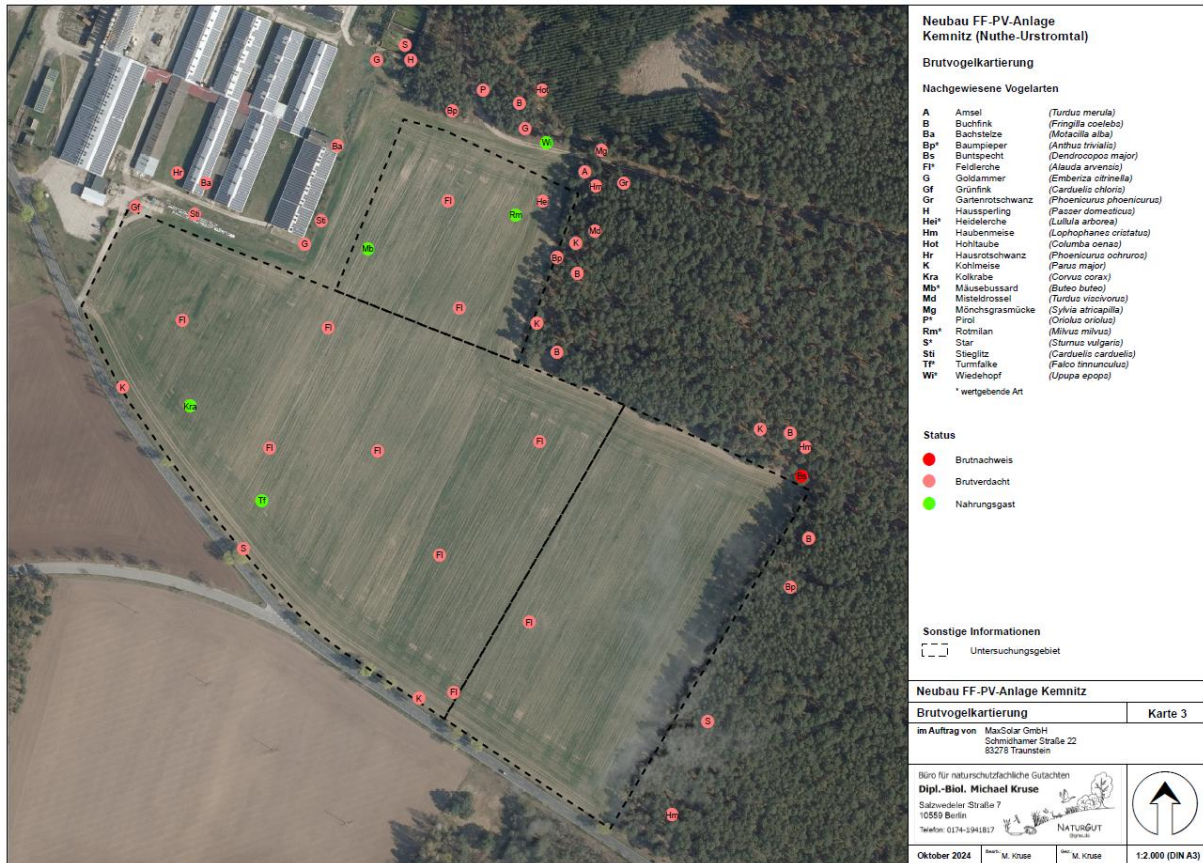 S
G
H
P
Hot
B
Bp
G
Wi
Ba
Mg
A
Hr
Ba
Hm
Gr
Fl
Hei
Gf
Sti
Rm
Sti
Md
G
Mb
K
Bp
B
Fl
Fl
Fl
K
B
K
Kra
K
B
Fl
Fl
Fl
Hm
Bs
Tf
B
S
Fl
Bp
Fl
K
Fl
S
Hm
Neubau FF-PV-Anlage
Kemnitz (Nuthe-Urstromtal)
Brutvogelkartierung
Nachgewiesene Vogelarten
A Amsel (Turdus merula)
B Buchfink (Fringilla coelebs)
Ba Bachstelze (Motacilla alba)
Bp* Baumpieper (Anthus trivialis)
Bs Buntspecht (Dendrocopos major)
Fl* Feldlerche (Alauda arvensis)
G Goldammer (Emberiza citrinella)
Gf Grünfink (Carduelis chloris)
Gr Gartenrotschwanz (Phoenicurus phoenicurus)
H Haussperling (Passer domesticus)
Hei* Heidelerche (Lullula arborea)
Hm Haubenmeise (Lophophanes cristatus)
Hot Hohltaube (Columba oenas)
Hr Hausrotschwanz (Phoenicurus ochruros)
K Kohlmeise (Parus major)
Kra Kolkrabe (Corvus corax)
Mb* Mäusebussard (Buteo buteo)
Md Misteldrossel (Turdus viscivorus)
Mg Mönchsgrasmücke (Sylvia atricapilla)
P* Pirol (Oriolus oriolus)
Rm* Rotmilan (Milvus milvus)
S* Star (Sturnus vulgaris)
Sti Stieglitz (Carduelis carduelis)
Tf* Turmfalke (Falco tinnunculus)
Wi* Wiedehopf (Upupa epops)
* wertgebende Art
Status
Brutnachweis
Brutverdacht
Nahrungsgast
Sonstige Informationen
Untersuchungsgebiet
Neubau FF-PV-Anlage Kemnitz
Brutvogelkartierung Karte 3
im Auftrag von MaxSolar GmbH
Schmidhamer Straße 22
83278 Traunstein
Büro für naturschutzfachliche Gutachten
Dipl.-Biol. Michael Kruse
Salzwedeler Straße 7
10559 Berlin
Telefon: 0174-1941817
NATURGUT
Oktober 2024 M. Kruse M. Kruse 1:2.000 (DIN A3)